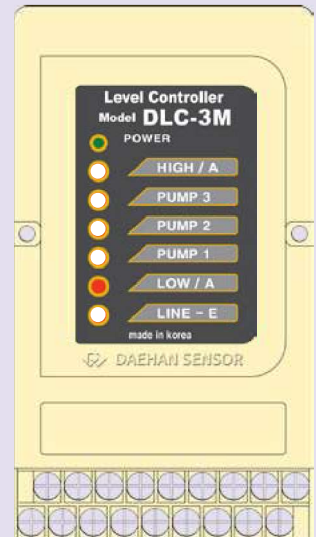 Level Controller
Model DLC-3M
POWER
HIGH / A
PUMP 3
PUMP 2
PUMP 1
LOW / A
LINE - E
made in korea
DAEHAN SENSOR